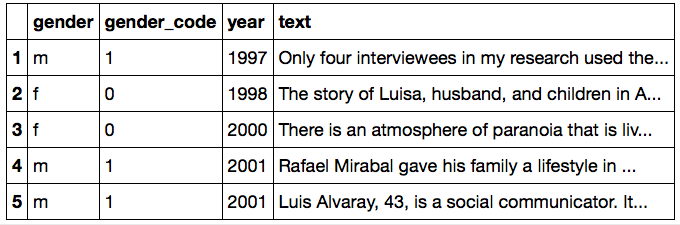 gender gender_code year text
1 m 1 1997 Only four interviewees in my research used the...
2 f 0 1998 The story of Luisa, husband, and children in A...
3 f 0 2000 There is an atmosphere of paranoia that is liv...
4 m 1 2001 Rafael Mirabal gave his family a lifestyle in ...
5 m 1 2001 Luis Alvaray, 43, is a social communicator. It...